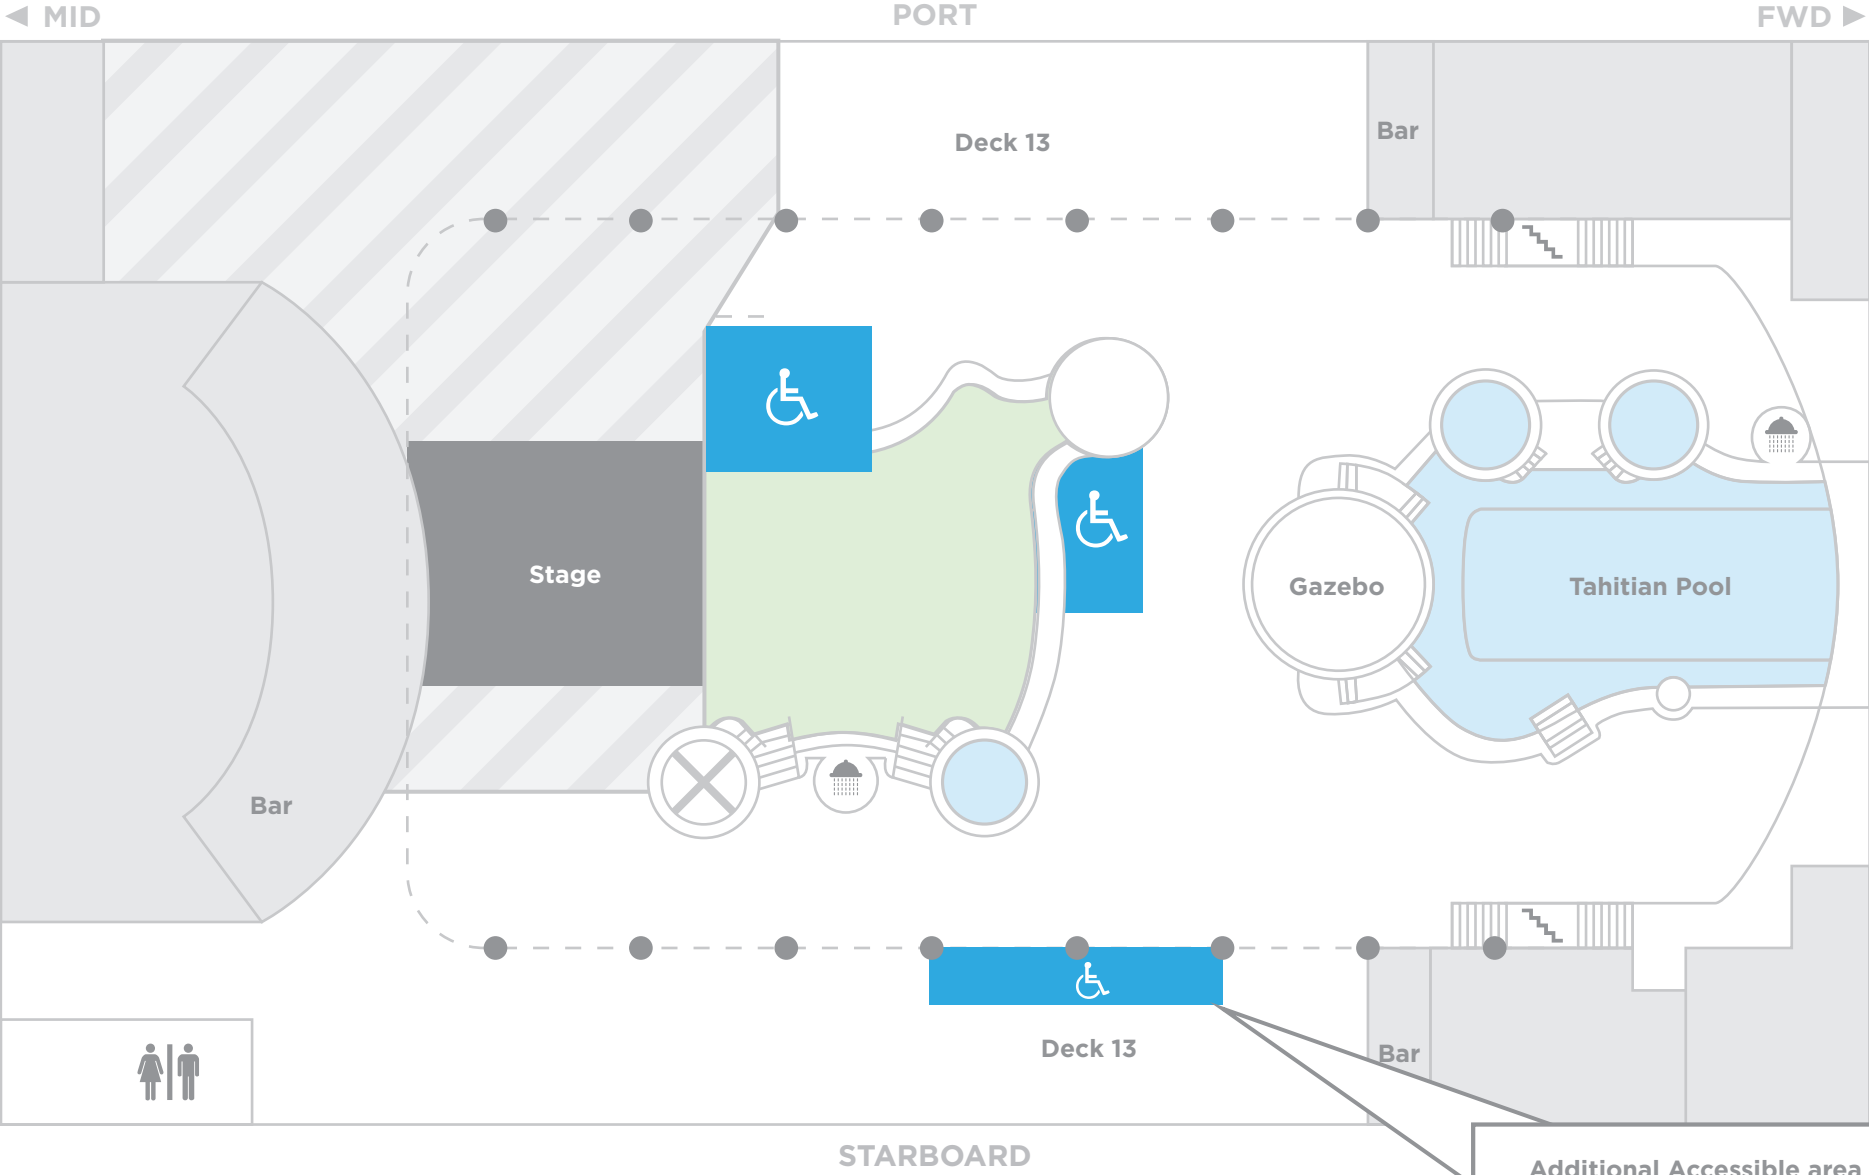 MID
PORT
FWD
Deck 13
Bar
Stage
Gazebo
Tahitian Pool
Bar
Deck 13
Bar
STARBOARD
Additional Accessible area